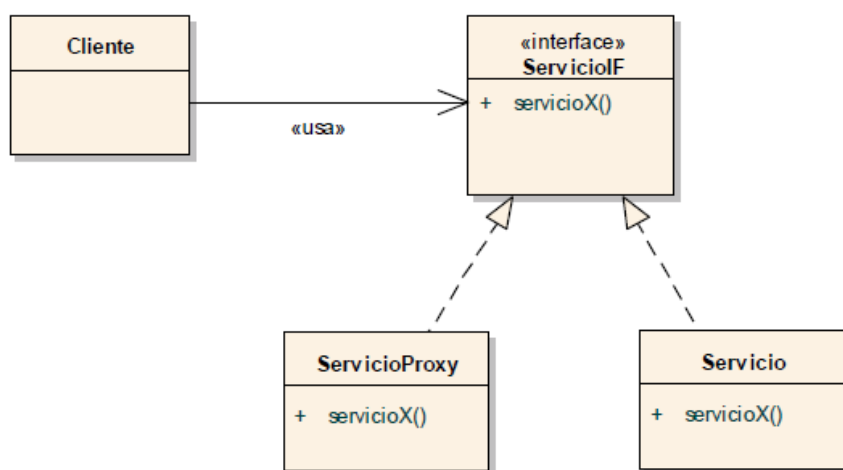 Cliente
«interface»
ServicioIF
+ servicioX()
«usa»
ServicioProxy
+ servicioX()
Servicio
+ servicioX()